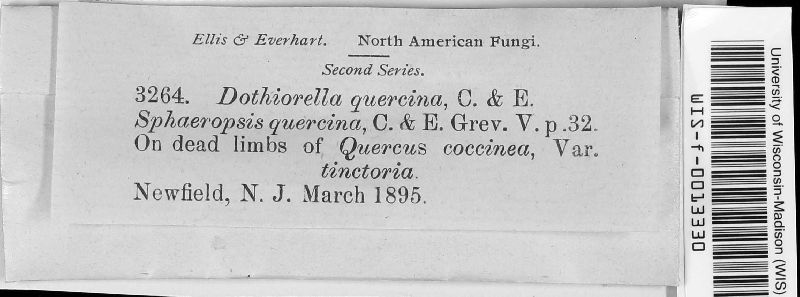 Ellis & Everhart. North American Fungi.
Second Series.
3264. Dothiorella quercina, C. & E.
Sphaeropsis quercina, C. & E. Grev. V. p.32.
On dead limbs of Quercus coccinea, Var.
tinctoria.
Newfield, N. J. March 1895.
University of Wisconsin-Madison (WIS)
WIS-f-0013330